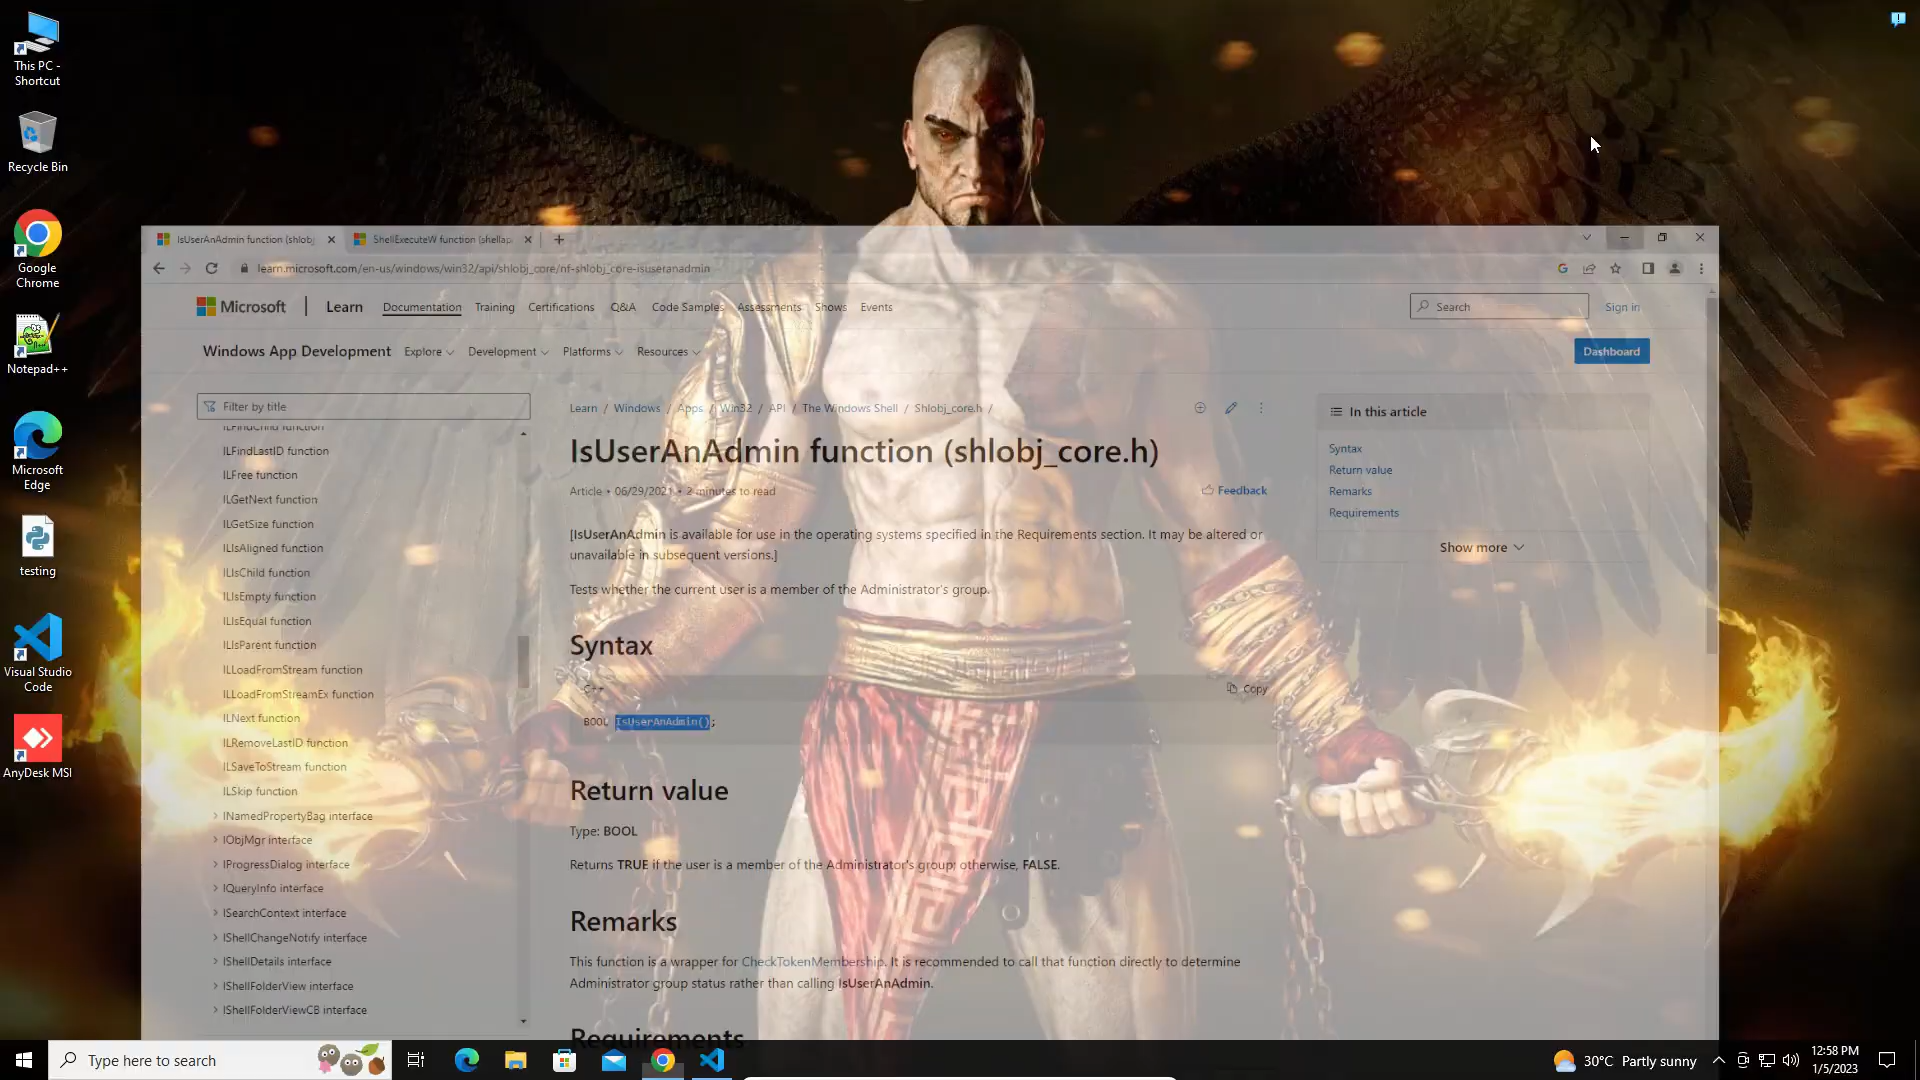 This PC -
Shortcut
Recycle Bin
Google
Chrome
Notepad++
Microsoft
Edge
testing
Visual Studio
Code
AnyDesk MSI
IsUserAnAdmin function (shlobj
ShellExecuteW function (shellap
learn.microsoft.com/en-us/windows/win32/api/shlobj_core/nf-shlobj_core-isuseranadmin
Microsoft
Learn
Documentation
Training
Certifications
Q&A
Code Samples
Assessments
Shows
Events
Search
Sign in
Windows App Development
Explore
Development
Platforms
Resources
Dashboard
Filter by title
ILFindChild function
ILFindLastID function
ILFree function
ILGetNext function
ILGetSize function
ILIsAligned function
ILIsChild function
ILIsEmpty function
ILIsEqual function
ILIsParent function
ILLoadFromStream function
ILLoadFromStreamEx function
ILNext function
ILRemoveLastID function
ILSaveToStream function
ILSkip function
INamedPropertyBag interface
IObjMgr interface
IProgressDialog interface
IQueryInfo interface
ISearchContext interface
IShellChangeNotify interface
IShellDetails interface
IShellFolderView interface
IShellFolderViewCB interface
Learn / Windows / Apps / Win32 / API / The Windows Shell / Shlobj_core.h /
IsUserAnAdmin function (shlobj_core.h)
Article • 06/29/2021 • 2 minutes to read
Feedback
[IsUserAnAdmin is available for use in the operating systems specified in the Requirements section. It may be altered or
unavailable in subsequent versions.]
Tests whether the current user is a member of the Administrator's group.
Syntax
C++
Copy
BOOL IsUserAnAdmin();
Return value
Type: BOOL
Returns TRUE if the user is a member of the Administrator's group; otherwise, FALSE.
Remarks
This function is a wrapper for CheckTokenMembership. It is recommended to call that function directly to determine
Administrator group status rather than calling IsUserAnAdmin.
Requirements
In this article
Syntax
Return value
Remarks
Requirements
Show more
Type here to search
30°C Partly sunny
12:58 PM
1/5/2023